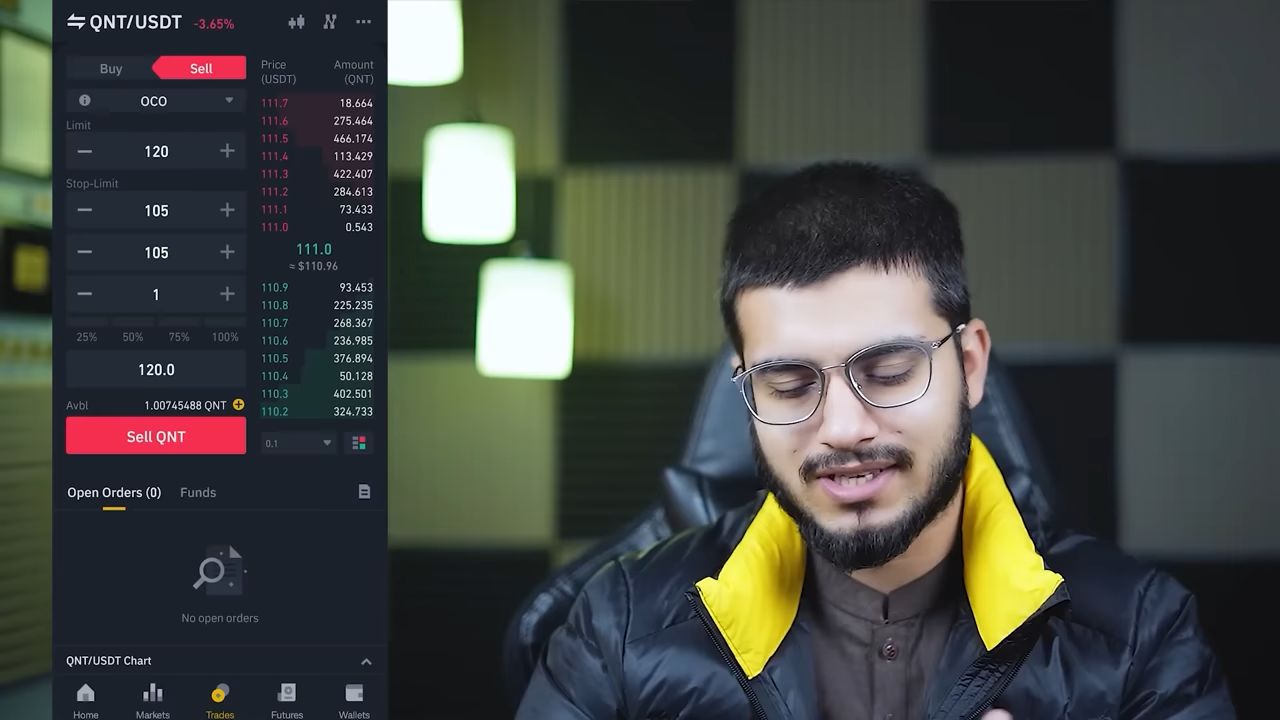 QNT/USDT -3.65%
Buy Sell
OCO
Limit
120
Stop-Limit
105
105
1
25% 50% 75% 100%
120.0
Avbl 1.00745488 QNT
Sell QNT
Price Amount
(USDT) (QNT)
111.7 18.664
111.6 275.464
111.5 466.174
111.4 113.429
111.3 422.407
111.2 284.613
111.1 73.433
111.0 0.543
111.0
≈ $110.96
110.9 93.453
110.8 225.235
110.7 268.367
110.6 236.985
110.5 376.894
110.4 50.128
110.3 402.501
110.2 324.733
0.1
Open Orders (0) Funds
No open orders
QNT/USDT Chart
Home Markets Trades Futures Wallets